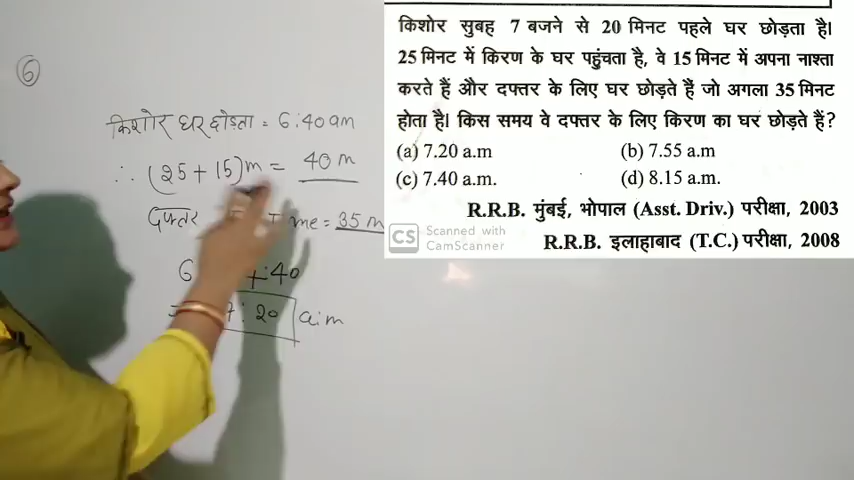 किशोर सुबह 7 बजने से 20 मिनट पहले घर छोड़ता है।
25 मिनट में किरण के घर पहुंचता है, वे 15 मिनट में अपना नाश्ता
करते हैं और दफ्तर के लिए घर छोड़ते हैं जो अगला 35 मिनट
होता है। किस समय वे दफ्तर के लिए किरण का घर छोड़ते हैं?
(a) 7.20 a.m (b) 7.55 a.m
(c) 7.40 a.m. (d) 8.15 a.m.
R.R.B. मुंबई, भोपाल (Asst. Driv.) परीक्षा, 2003
R.R.B. इलाहाबाद (T.C.) परीक्षा, 2008
CS Scanned with
CamScanner
6
किशोर घर छोड़ता = 6:40am
∴ (25+15)m = 40 m
दफ्तर me = 35 m
6 + :40
7:20 a:m